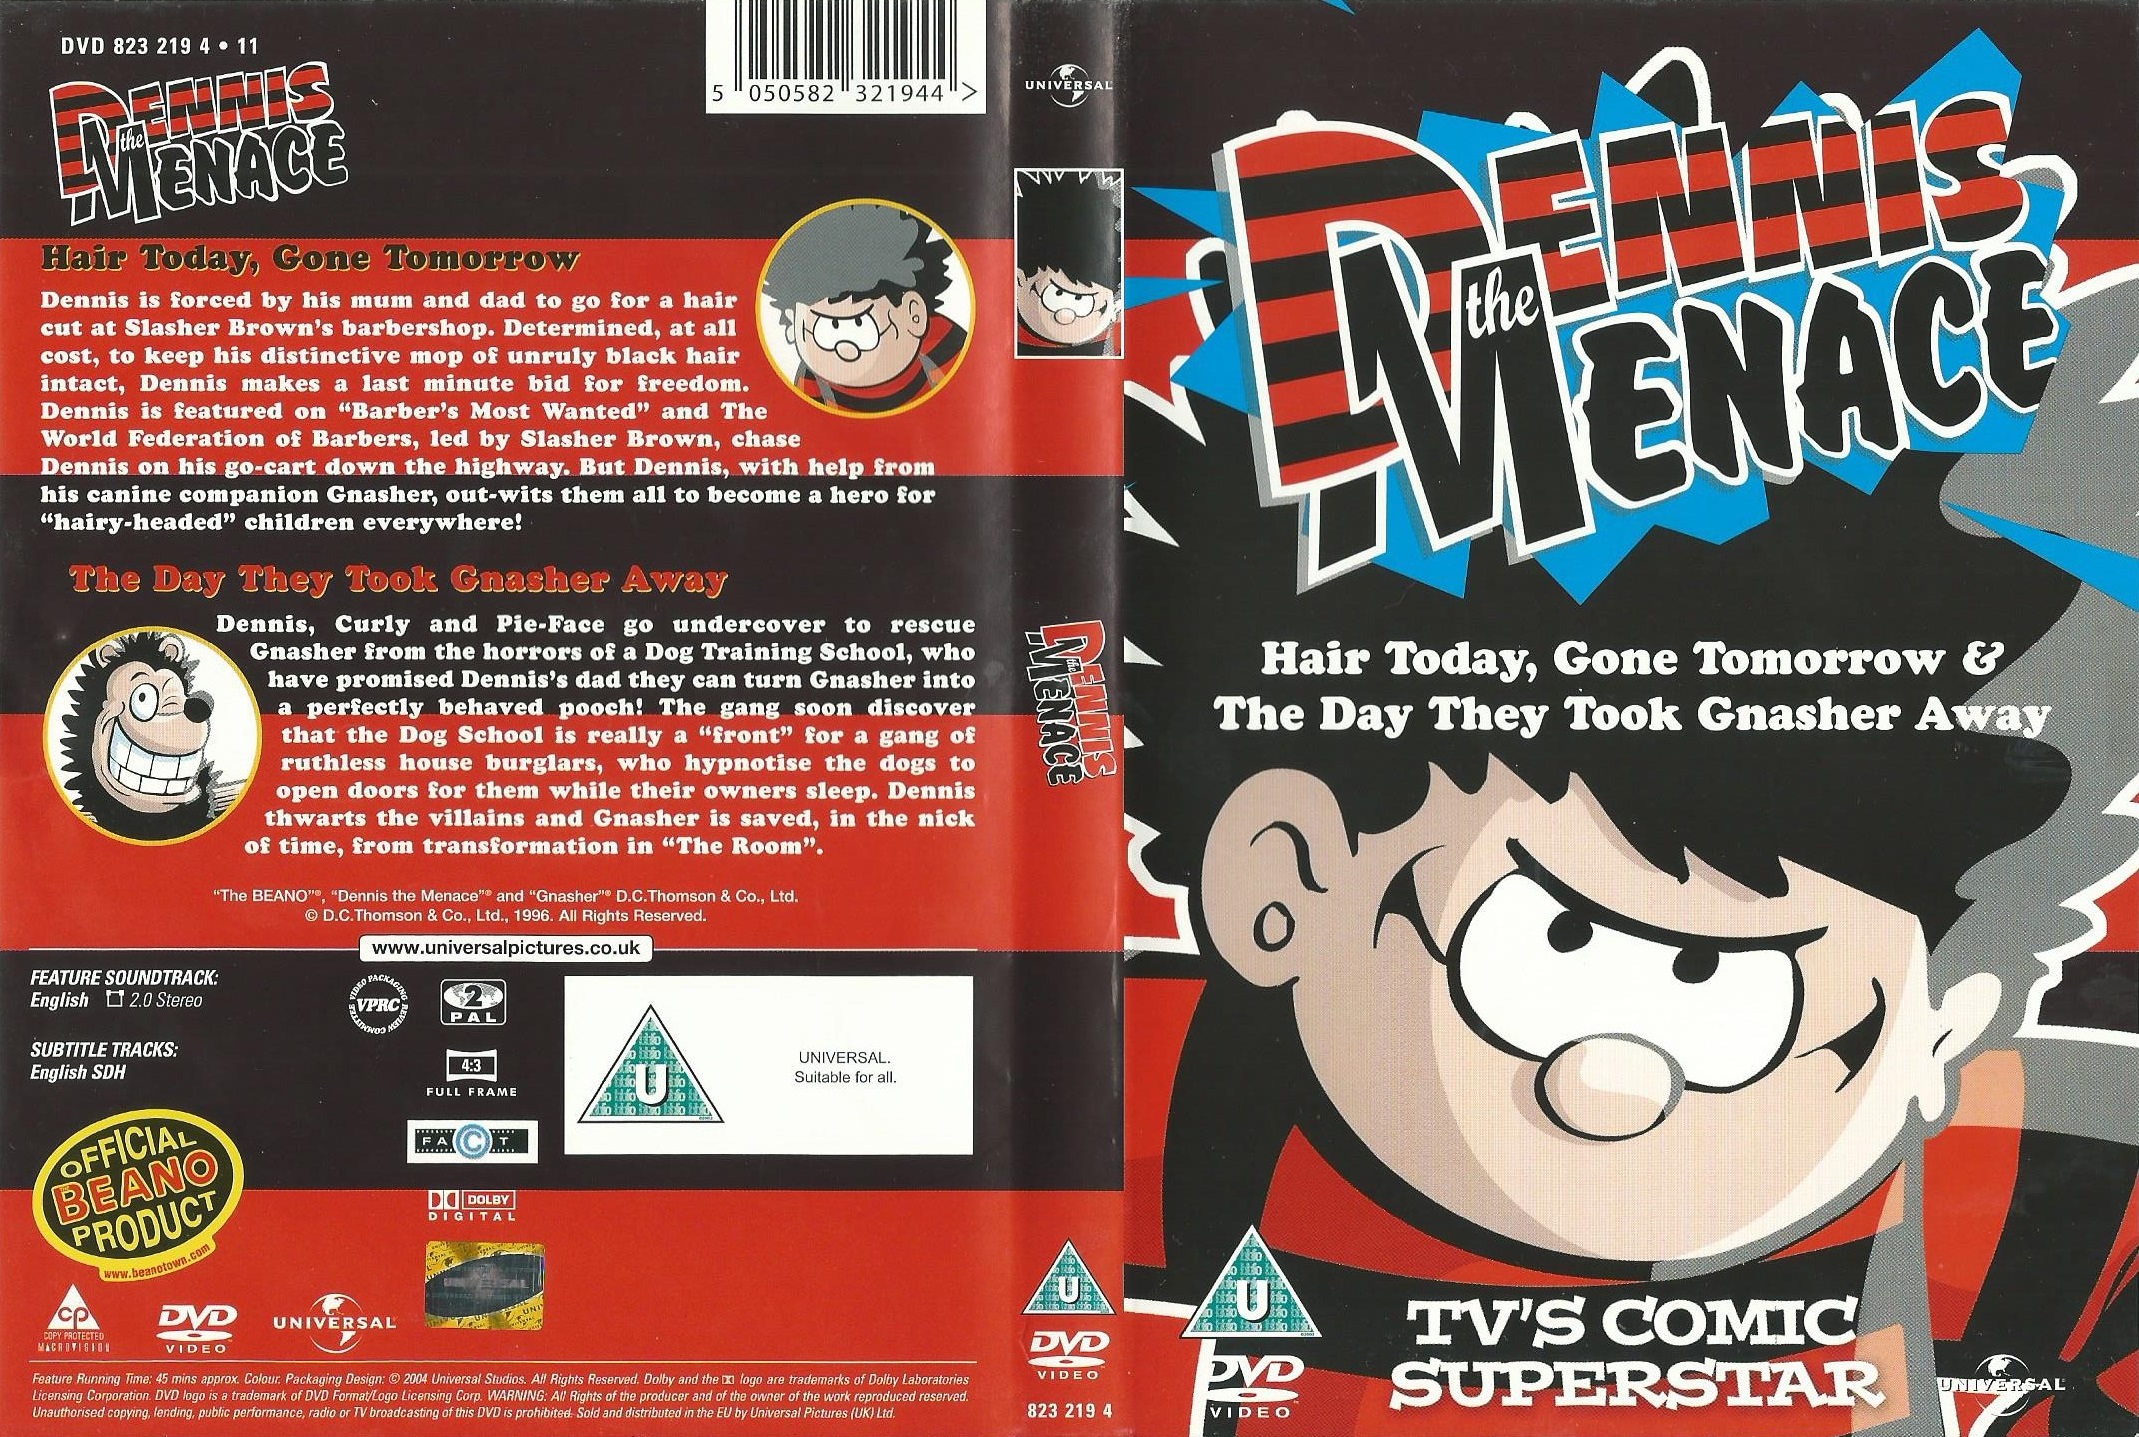 DVD 823 219 4 • 11
DENNIS
the
MENACE
5 050582 321944 >
Hair Today, Gone Tomorrow
Dennis is forced by his mum and dad to go for a hair
cut at Slasher Brown's barbershop. Determined, at all
cost, to keep his distinctive mop of unruly black hair
intact, Dennis makes a last minute bid for freedom.
Dennis is featured on “Barber's Most Wanted” and The
World Federation of Barbers, led by Slasher Brown, chase
Dennis on his go-cart down the highway. But Dennis, with help from
his canine companion Gnasher, out-wits them all to become a hero for
“hairy-headed” children everywhere!
The Day They Took Gnasher Away
Dennis, Curly and Pie-Face go undercover to rescue
Gnasher from the horrors of a Dog Training School, who
have promised Dennis's dad they can turn Gnasher into
a perfectly behaved pooch! The gang soon discover
that the Dog School is really a “front” for a gang of
ruthless house burglars, who hypnotise the dogs to
open doors for them while their owners sleep. Dennis
thwarts the villains and Gnasher is saved, in the nick
of time, from transformation in “The Room”.
“The BEANO”®, “Dennis the Menace”® and “Gnasher”® D.C.Thomson & Co., Ltd.
© D.C.Thomson & Co., Ltd., 1996. All Rights Reserved.
www.universalpictures.co.uk
FEATURE SOUNDTRACK:
English 2.0 Stereo
SUBTITLE TRACKS:
English SDH
VIDEO PACKAGING REVIEW COMMITTEE
VPRC
2
PAL
4:3
FULL FRAME
FACT
DOLBY
DIGITAL
U
UNIVERSAL.
Suitable for all.
OFFICIAL
THE BEANO
PRODUCT
www.beanotown.com
CP
COPY PROTECTED
MACROVISION
DVD
VIDEO
UNIVERSAL
UNIVERSAL
Feature Running Time: 45 mins approx. Colour. Packaging Design: © 2004 Universal Studios. All Rights Reserved. Dolby and the logo are trademarks of Dolby Laboratories
Licensing Corporation. DVD logo is a trademark of DVD Format/Logo Licensing Corp. WARNING: All Rights of the producer and of the owner of the work reproduced reserved.
Unauthorised copying, lending, public performance, radio or TV broadcasting of this DVD is prohibited. Sold and distributed in the EU by Universal Pictures (UK) Ltd.
UNIVERSAL
DENNIS
the
MENACE
U
DVD
VIDEO
823 219 4
DENNIS
the
MENACE
Hair Today, Gone Tomorrow &
The Day They Took Gnasher Away
U
DVD
VIDEO
TV'S COMIC
SUPERSTAR
UNIVERSAL